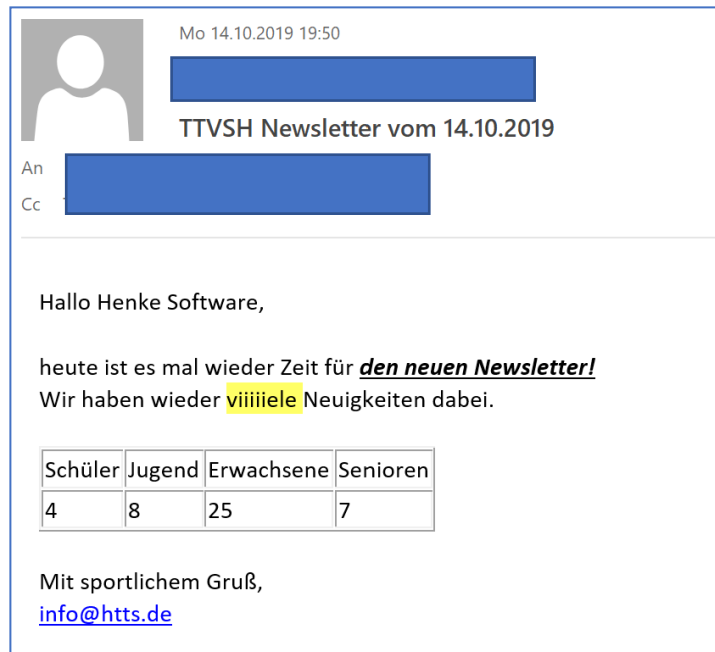 Mo 14.10.2019 19:50
TTVSH Newsletter vom 14.10.2019
An
Cc
Hallo Henke Software,
heute ist es mal wieder Zeit für den neuen Newsletter!
Wir haben wieder viiiiiele Neuigkeiten dabei.
Schüler Jugend Erwachsene Senioren
4 8 25 7
Mit sportlichem Gruß,
info@htts.de